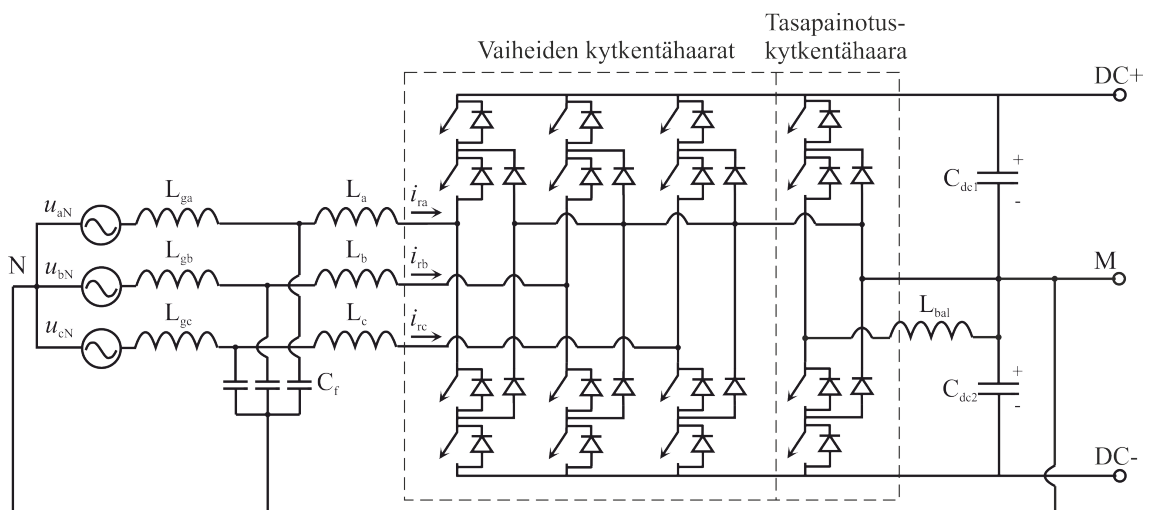 Tasapainotus-
Vaiheiden kytkentähaarat kytkentähaara
DC+
L_ga L_a i_ra
C_dc1 + -
u_aN
L_gb L_b i_rb
N u_bN M
L_gc L_c i_rc L_bal
u_cN
C_f
C_dc2 + -
DC-